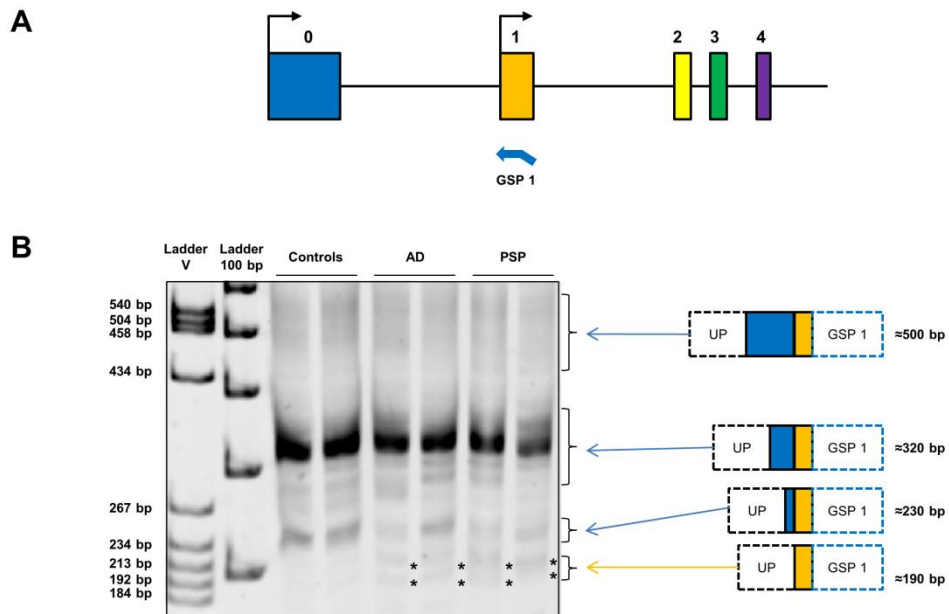 A
0
1
2
3
4
GSP 1
B
Ladder V
Ladder 100 bp
Controls
AD
PSP
540 bp
504 bp
458 bp
434 bp
267 bp
234 bp
213 bp
192 bp
184 bp
* * * *
* * * *
UP GSP 1 ≈500 bp
UP GSP 1 ≈320 bp
UP GSP 1 ≈230 bp
UP GSP 1 ≈190 bp